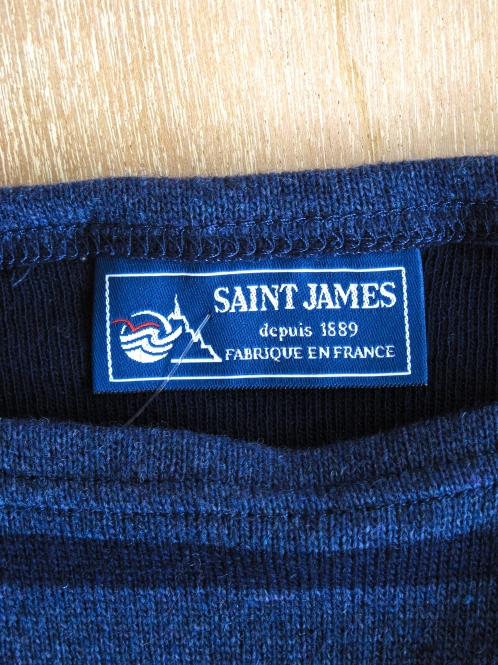 SAINT JAMES
depuis 1889
FABRIQUE EN FRANCE